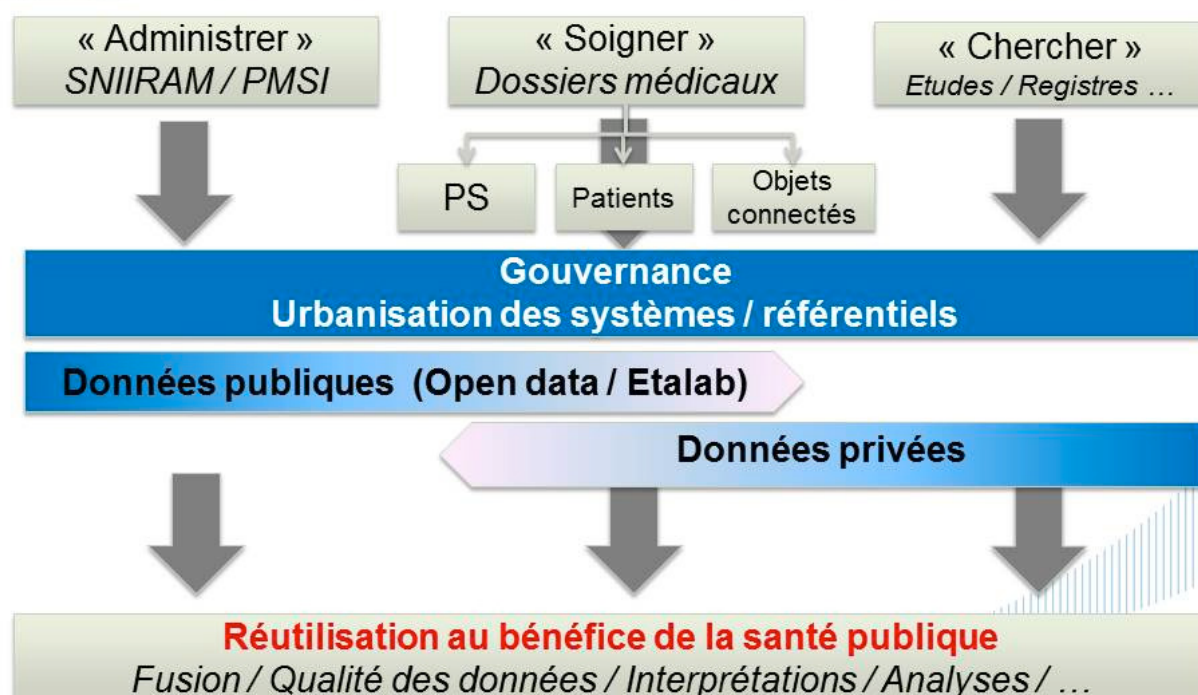 « Administrer »
SNIIRAM / PMSI
« Soigner »
Dossiers médicaux
« Chercher »
Etudes / Registres ...
PS
Patients
Objets
connectés
Gouvernance
Urbanisation des systèmes / référentiels
Données publiques (Open data / Etalab)
Données privées
Réutilisation au bénéfice de la santé publique
Fusion / Qualité des données / Interprétations / Analyses / ...